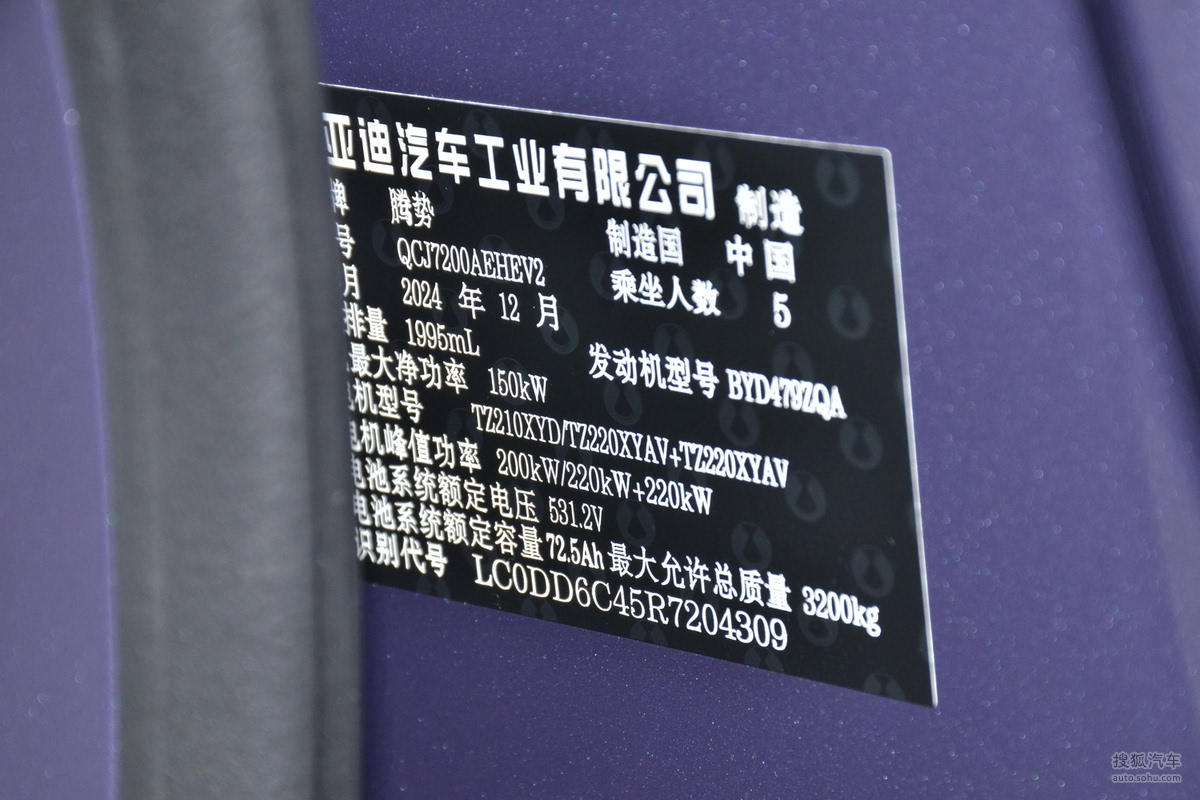 亚迪汽车工业有限公司 制造
牌 腾势 制造国 中国
号 QCJ7200AEHEV2 乘坐人数 5
月 2024 年 12 月
排量 1995mL 发动机型号 BYD479ZQA
最大净功率 150kW
机型号 TZ210XYD/TZ220XYAV+TZ220XYAV
机峰值功率 200kW/220kW+220kW
电池系统额定电压 531.2V
电池系统额定容量 72.5Ah 最大允许总质量 3200kg
识别代号 LC0DD6C45R7204309
搜狐汽车
auto.sohu.com